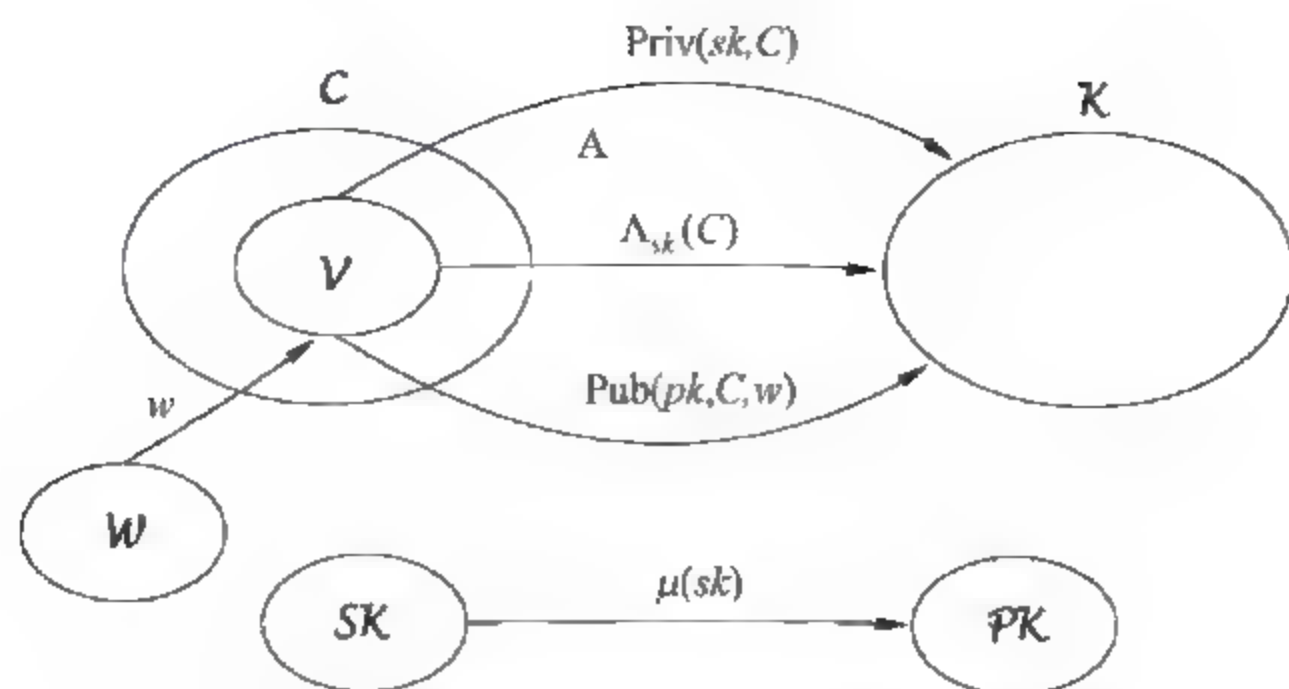 Priv(sk,C)
C
K
A
Λsk(C)
V
Pub(pk,C,w)
w
W
μ(sk)
SK
PK